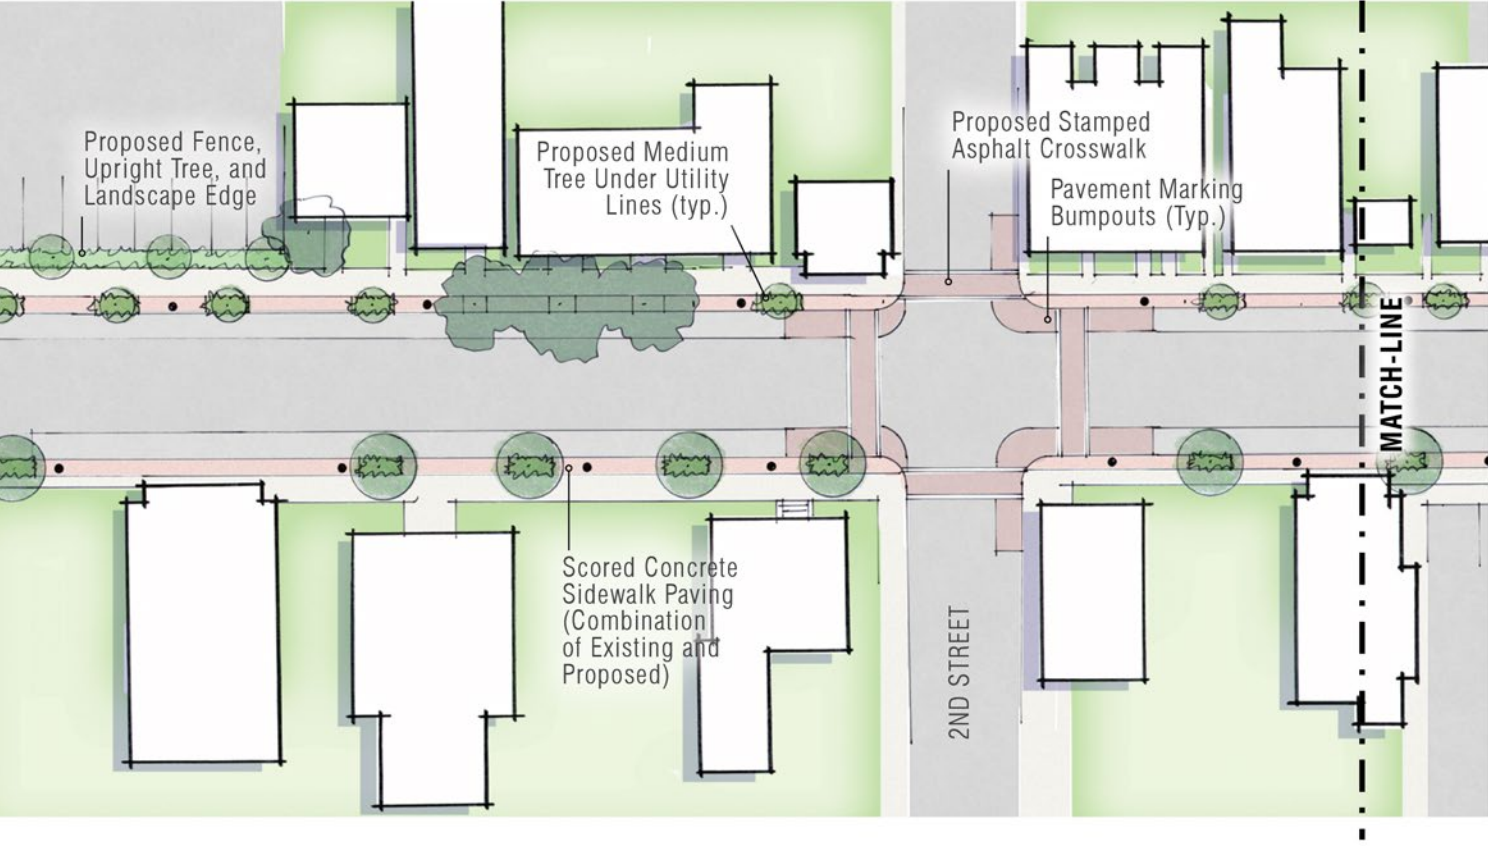 Proposed Fence,
Upright Tree, and
Landscape Edge
Proposed Medium
Tree Under Utility
Lines (typ.)
Proposed Stamped
Asphalt Crosswalk
Pavement Marking
Bumpouts (Typ.)
MATCH-LINE
Scored Concrete
Sidewalk Paving
(Combination
of Existing and
Proposed)
2ND STREET